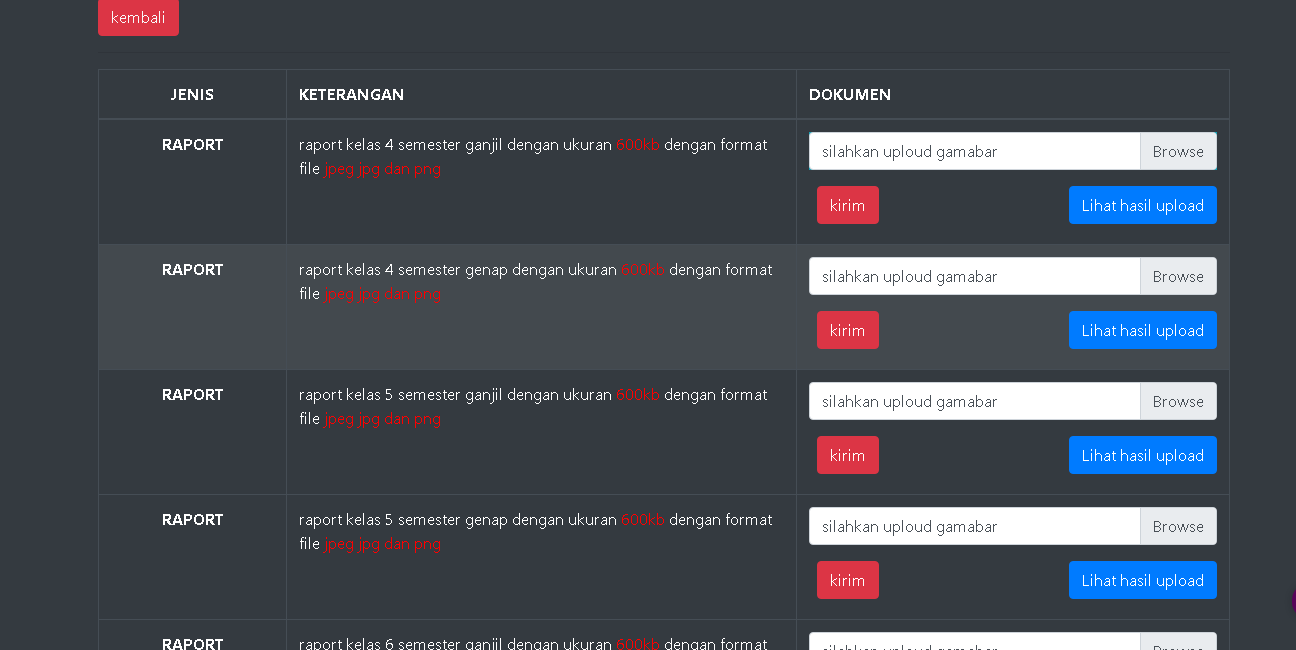 kembali
JENIS KETERANGAN DOKUMEN
RAPORT raport kelas 4 semester ganjil dengan ukuran 600kb dengan format silahkan uploud gamabar Browse
file jpeg jpg dan png
kirim Lihat hasil upload
RAPORT raport kelas 4 semester genap dengan ukuran 600kb dengan format silahkan uploud gamabar Browse
file jpeg jpg dan png
kirim Lihat hasil upload
RAPORT raport kelas 5 semester ganjil dengan ukuran 600kb dengan format silahkan uploud gamabar Browse
file jpeg jpg dan png
kirim Lihat hasil upload
RAPORT raport kelas 5 semester genap dengan ukuran 600kb dengan format silahkan uploud gamabar Browse
file jpeg jpg dan png
kirim Lihat hasil upload
RAPORT raport kelas 6 semester ganjil dengan ukuran 600kb dengan format silahkan uploud gamabar Browse